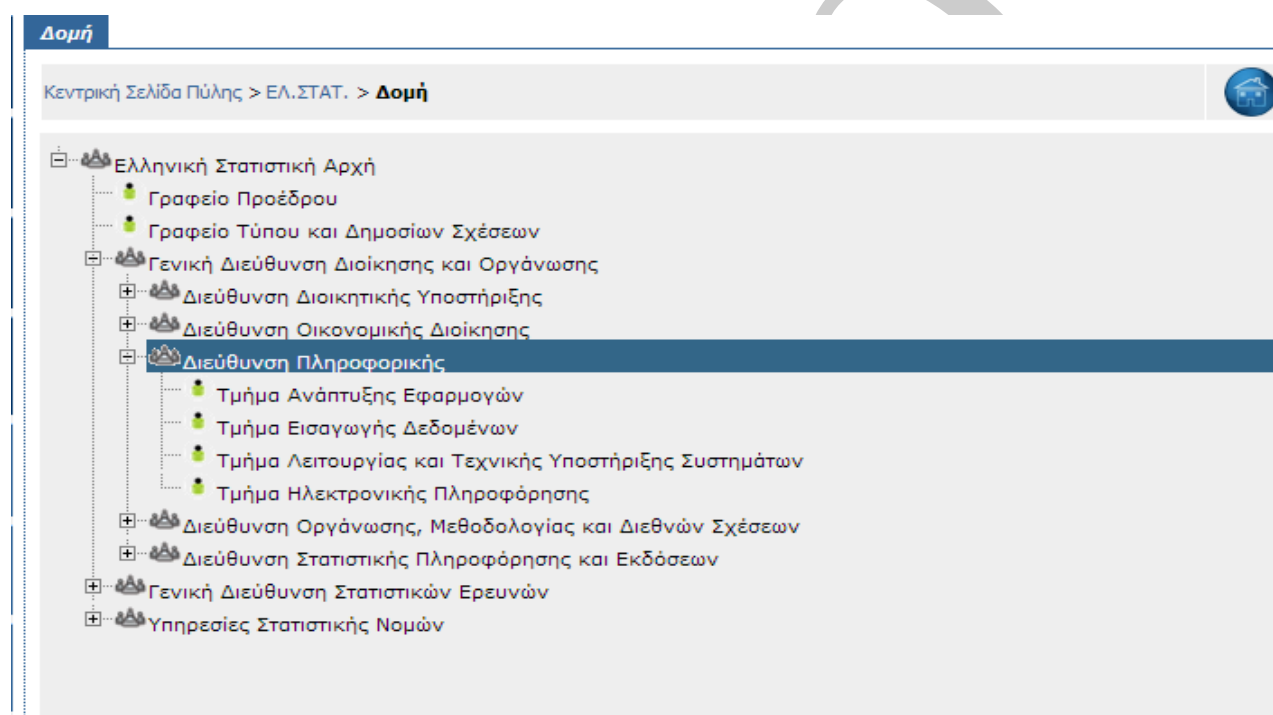 Δομή
Κεντρική Σελίδα Πύλης > ΕΛ.ΣΤΑΤ. > Δομή
Ελληνική Στατιστική Αρχή
Γραφείο Προέδρου
Γραφείο Τύπου και Δημοσίων Σχέσεων
Γενική Διεύθυνση Διοίκησης και Οργάνωσης
Διεύθυνση Διοικητικής Υποστήριξης
Διεύθυνση Οικονομικής Διοίκησης
Διεύθυνση Πληροφορικής
Τμήμα Ανάπτυξης Εφαρμογών
Τμήμα Εισαγωγής Δεδομένων
Τμήμα Λειτουργίας και Τεχνικής Υποστήριξης Συστημάτων
Τμήμα Ηλεκτρονικής Πληροφόρησης
Διεύθυνση Οργάνωσης, Μεθοδολογίας και Διεθνών Σχέσεων
Διεύθυνση Στατιστικής Πληροφόρησης και Εκδόσεων
Γενική Διεύθυνση Στατιστικών Ερευνών
Υπηρεσίες Στατιστικής Νομών